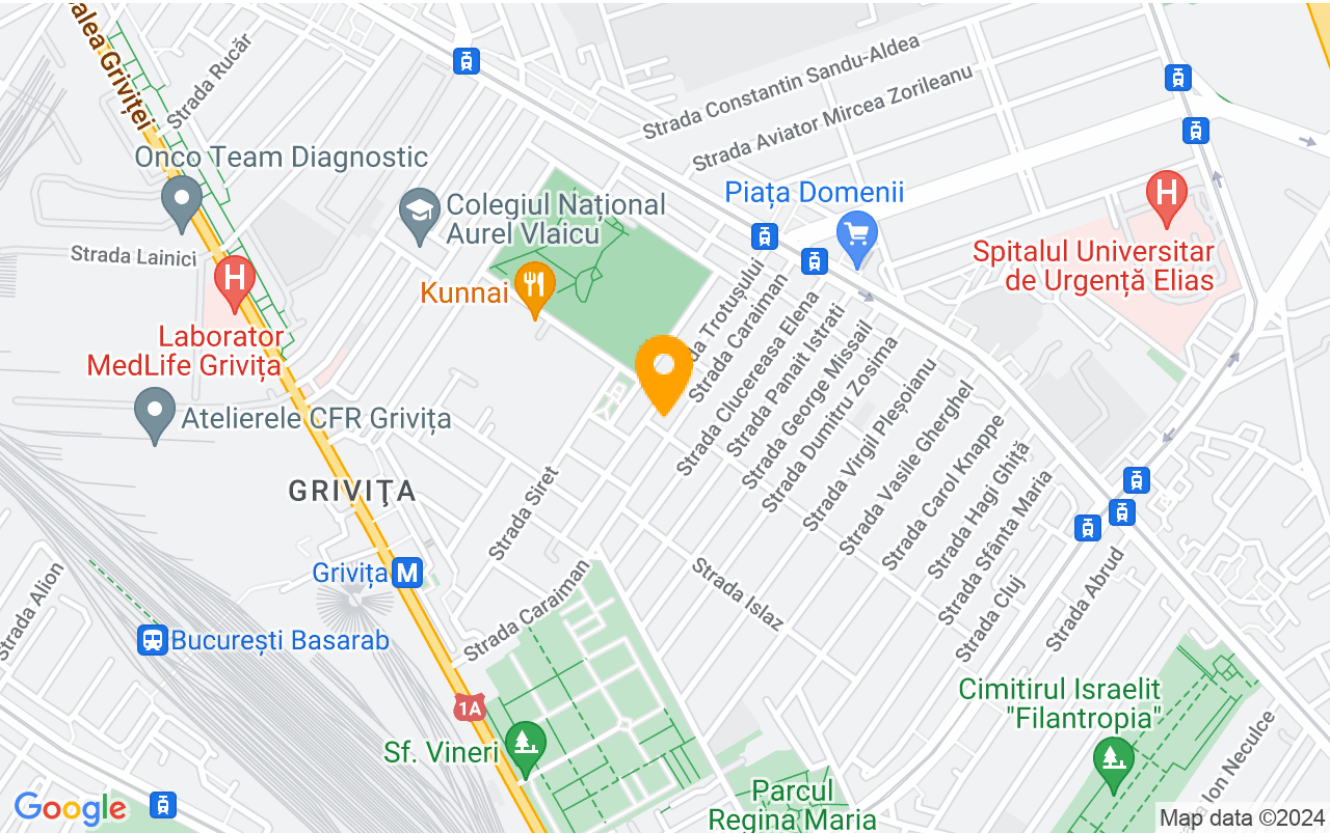 Calea Griviței
Strada Rucăr
Strada Constantin Sandu-Aldea
Strada Aviator Mircea Zorileanu
Onco Team Diagnostic
Colegiul Național
Aurel Vlaicu
Piața Domenii
H
Spitalul Universitar
de Urgență Elias
Strada Lainici
H
Kunnai
Laborator
MedLife Grivița
Strada Caraiman
Strada Clucereasa Elena
Strada Panait Istrati
Strada George Missail
Strada Dumitru Zosima
Strada Virgil Pleșoianu
Strada Vasile Gherghel
Strada Carol Knappe
Strada Hagi Ghiță
Strada Sfânta Maria
Strada Cluj
Strada Abrud
Atelierele CFR Grivița
GRIVIŢA
Strada Siret
Grivița M
Strada Alion
București Basarab
Strada Caraiman
Strada Islaz
1A
Sf. Vineri
Cimitirul Israelit
"Filantropia"
Ion Neculce
Parcul
Regina Maria
Google
Map data ©2024